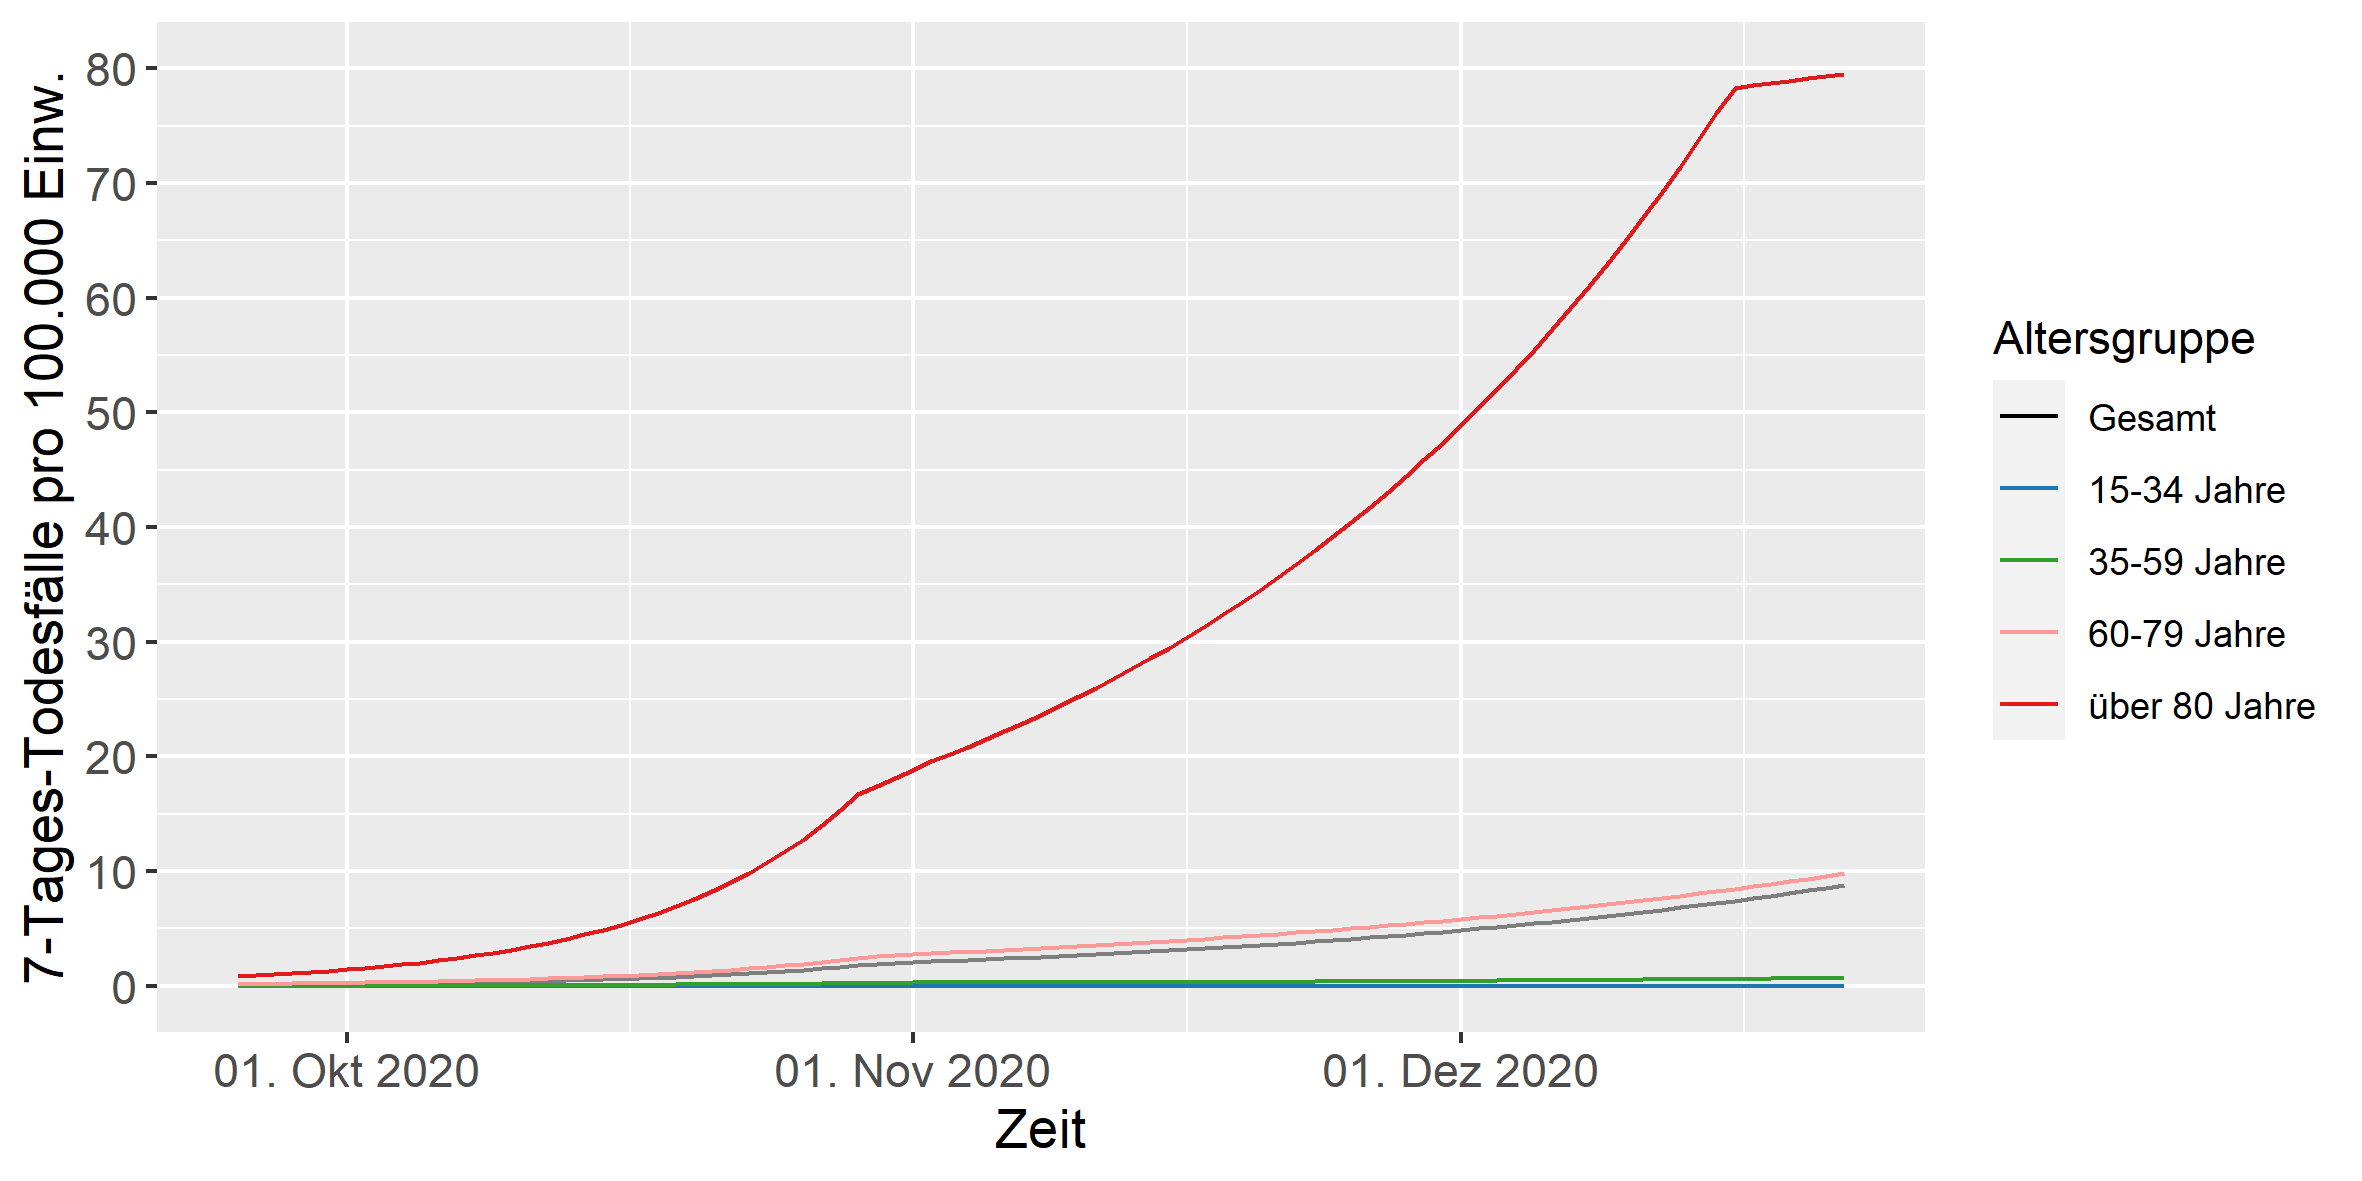 7-Tages-Todesfälle pro 100.000 Einw.
80
70
60
50
40
30
20
10
0
01. Okt 2020
01. Nov 2020
01. Dez 2020
Zeit
Altersgruppe
Gesamt
15-34 Jahre
35-59 Jahre
60-79 Jahre
über 80 Jahre